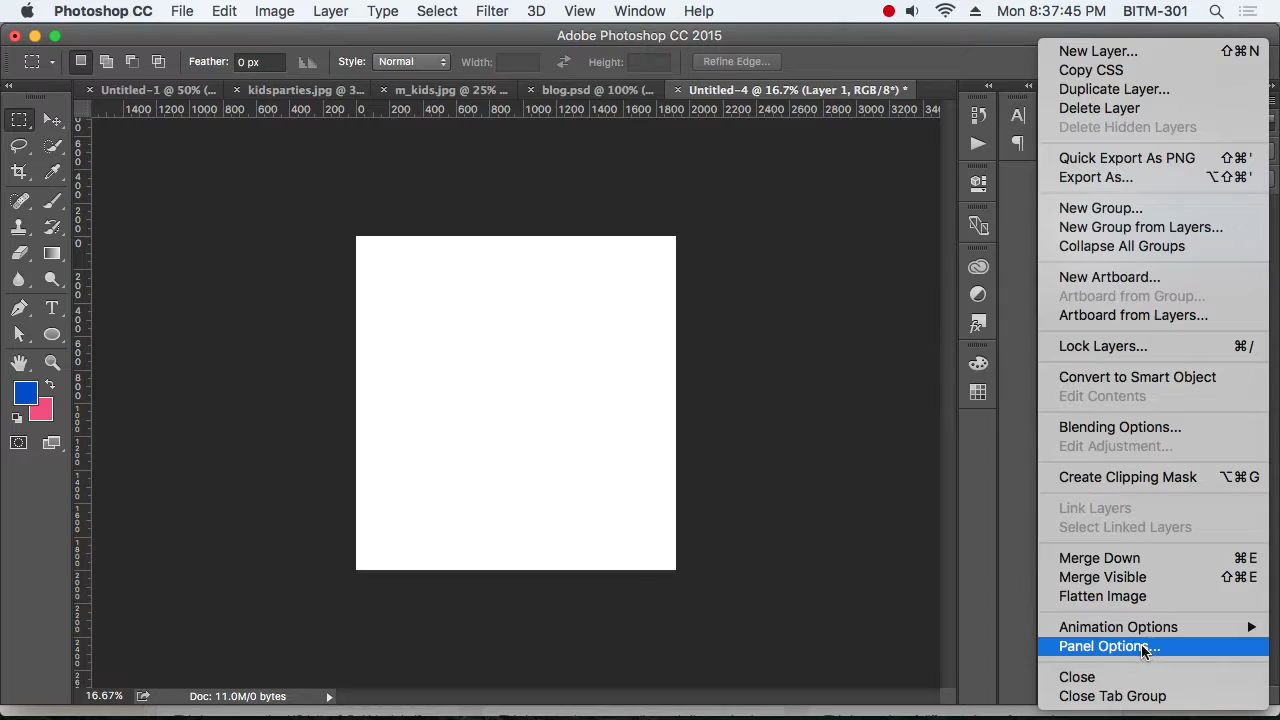 Photoshop CC File Edit Image Layer Type Select Filter 3D View Window Help Mon 8:37:45 PM BITM-301
Adobe Photoshop CC 2015
Feather: 0 px Style: Normal Width: Height: Refine Edge...
Untitled-1 @ 50% (... kidsparties.jpg @ 3... m_kids.jpg @ 25% ... blog.psd @ 100% (... Untitled-4 @ 16.7% (Layer 1, RGB/8*) *
1400 1200 1000 800 600 400 200 0 200 400 600 800 1000 1200 1400 1600 1800 2000 2200 2400 2600 2800 3000 3200 340
New Layer... ⇧⌘N
Copy CSS
Duplicate Layer...
Delete Layer
Delete Hidden Layers
Quick Export As PNG ⇧⌘'
Export As... ⌥⇧⌘'
New Group...
New Group from Layers...
Collapse All Groups
New Artboard...
Artboard from Group...
Artboard from Layers...
Lock Layers... ⌘/
Convert to Smart Object
Edit Contents
Blending Options...
Edit Adjustment...
Create Clipping Mask ⌥⌘G
Link Layers
Select Linked Layers
Merge Down ⌘E
Merge Visible ⇧⌘E
Flatten Image
Animation Options
Panel Options...
Close
Close Tab Group
16.67% Doc: 11.0M/0 bytes